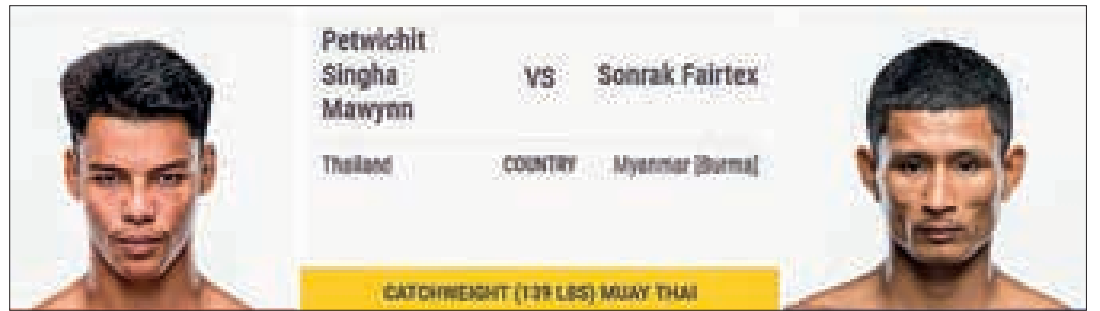 Petwichit
Singha
Mawynn
VS
Sonrak Fairtex
Thailand
COUNTRY
Myanmar [Burma]
CATCHWEIGHT (139 LBS) MUAY THAI